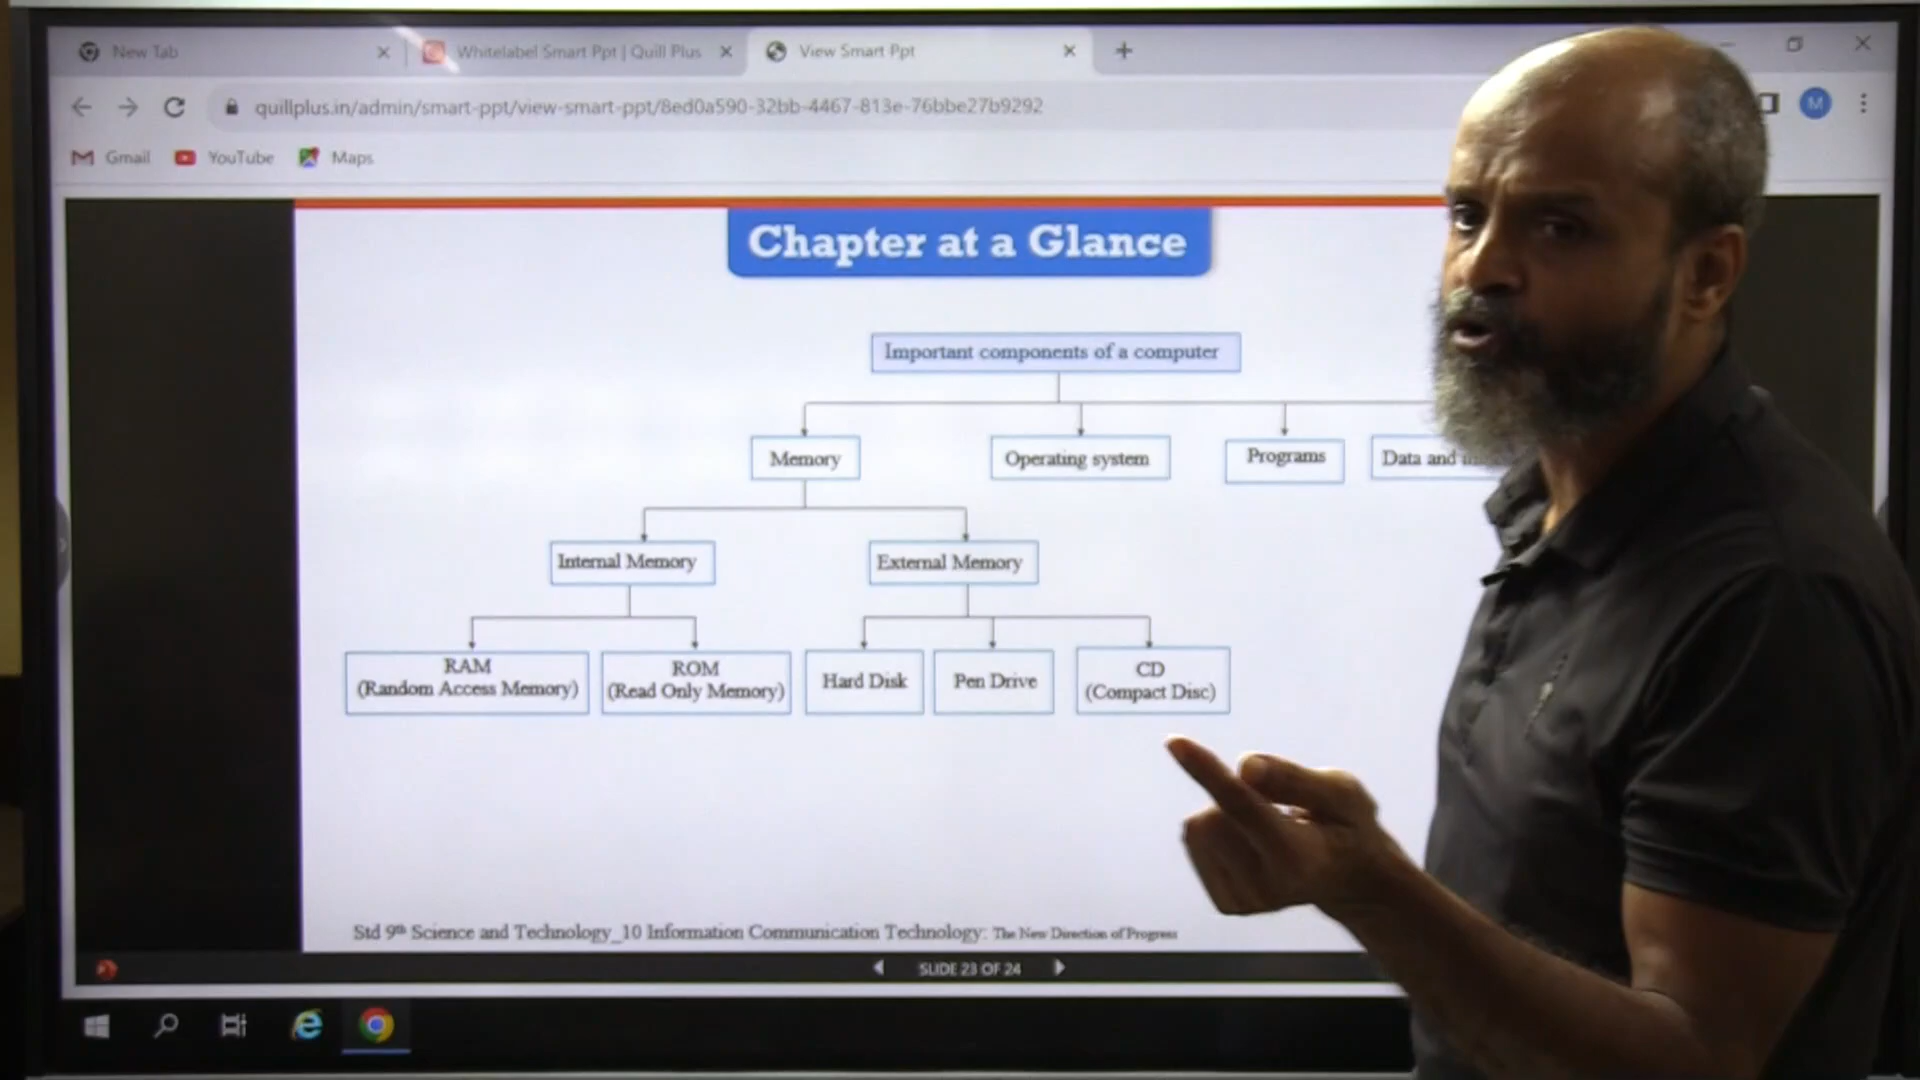 New Tab
Whitelabel Smart Ppt | Quill Plus
View Smart Ppt
quillplus.in/admin/smart-ppt/view-smart-ppt/8ed0a590-32bb-4467-813e-76bbe27b9292
M
Gmail
YouTube
Maps
Chapter at a Glance
Important components of a computer
Memory
Operating system
Programs
Data and
Internal Memory
External Memory
RAM
(Random Access Memory)
ROM
(Read Only Memory)
Hard Disk
Pen Drive
CD
(Compact Disc)
Std 9th Science and Technology_10 Information Communication Technology: The New Direction of Progress
SLIDE 23 OF 24